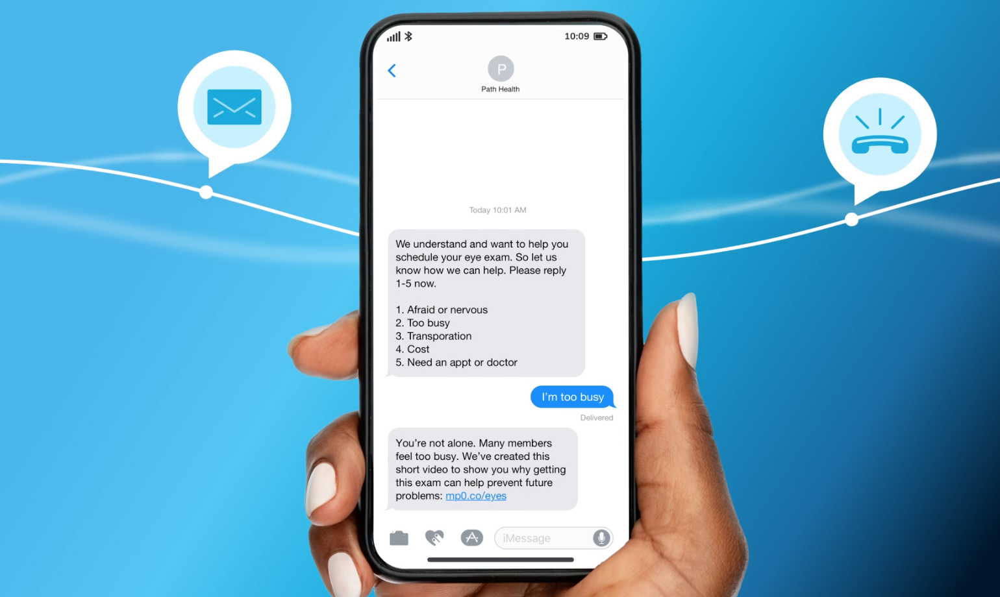 10:09
P
Path Health
Today 10:01 AM
We understand and want to help you
schedule your eye exam. So let us
know how we can help. Please reply
1-5 now.
1. Afraid or nervous
2. Too busy
3. Transporation
4. Cost
5. Need an appt or doctor
I'm too busy
Delivered
You're not alone. Many members
feel too busy. We've created this
short video to show you why getting
this exam can help prevent future
problems: mp0.co/eyes
iMessage